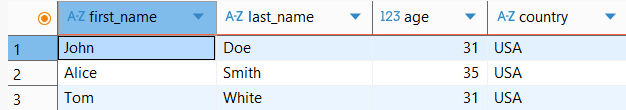 A-Z first_name A-Z last_name 123 age A-Z country
1 John Doe 31 USA
2 Alice Smith 35 USA
3 Tom White 31 USA